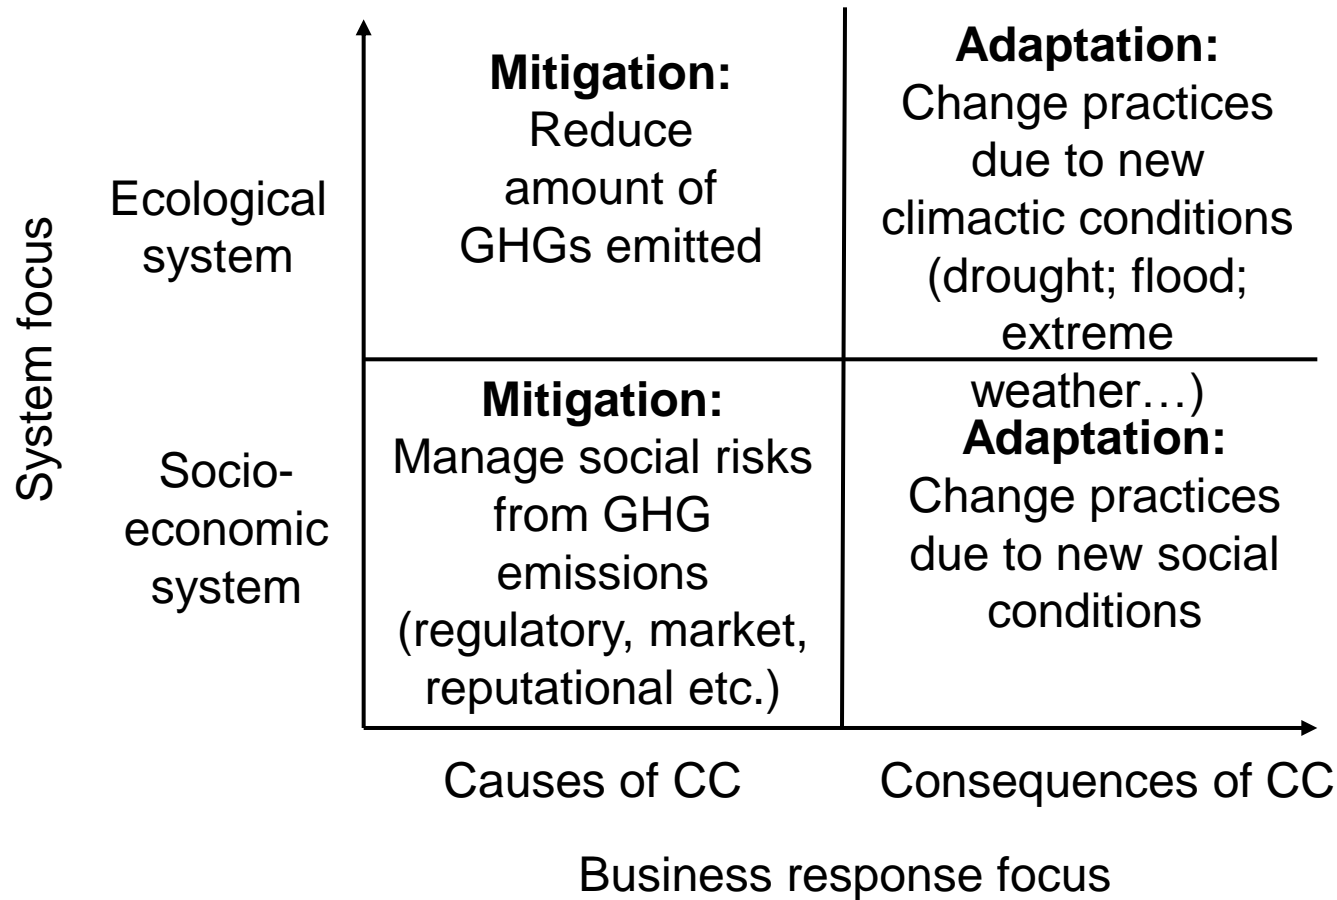 Mitigation:
Reduce
amount of
GHGs emitted
Adaptation:
Change practices
due to new
climactic conditions
(drought; flood;
extreme
weather…)
System focus
Ecological
system
Socio-
economic
system
Mitigation:
Manage social risks
from GHG
emissions
(regulatory, market,
reputational etc.)
Adaptation:
Change practices
due to new social
conditions
Causes of CC
Consequences of CC
Business response focus